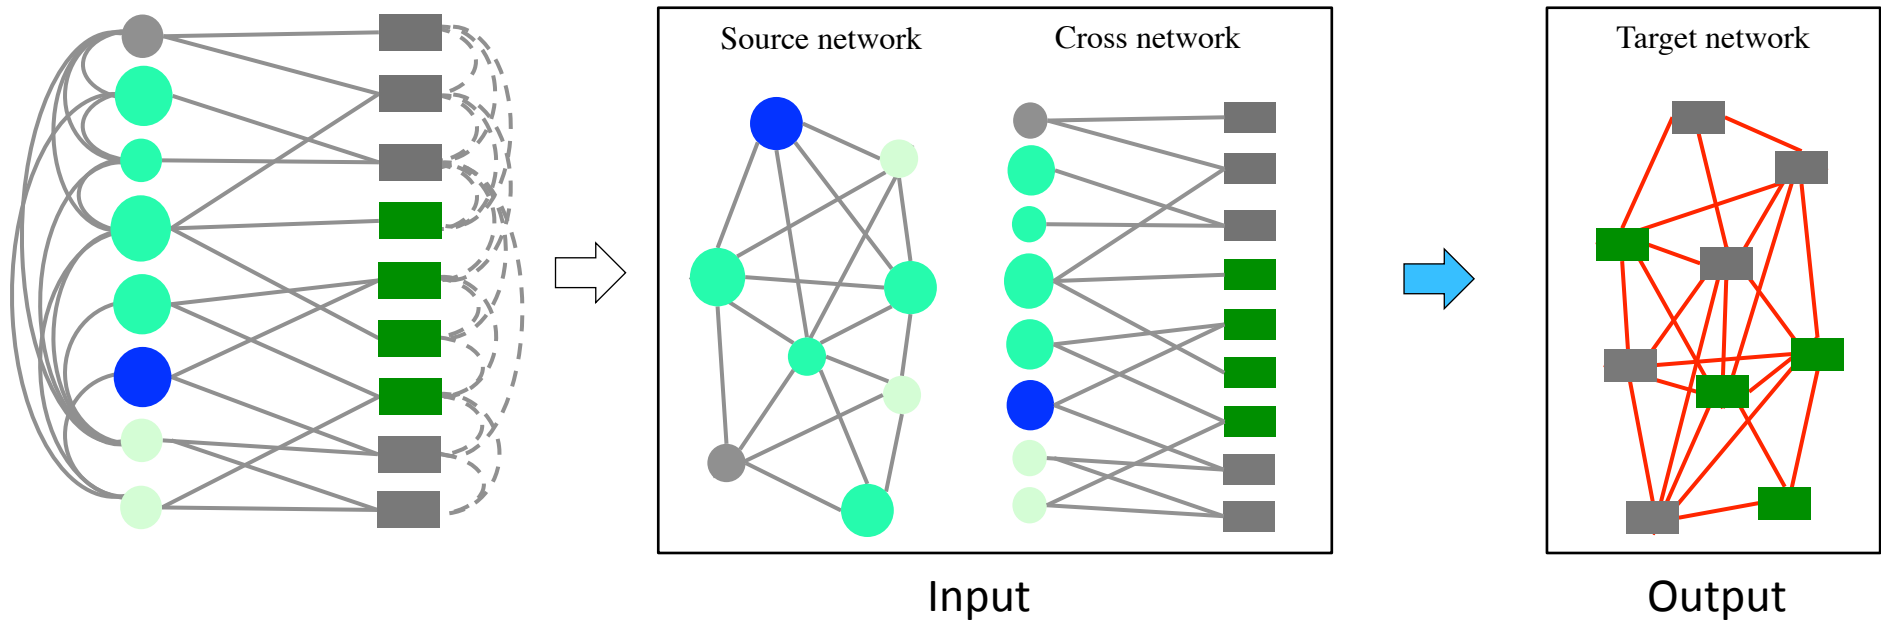 Source network
Cross network
Target network
Input
Output